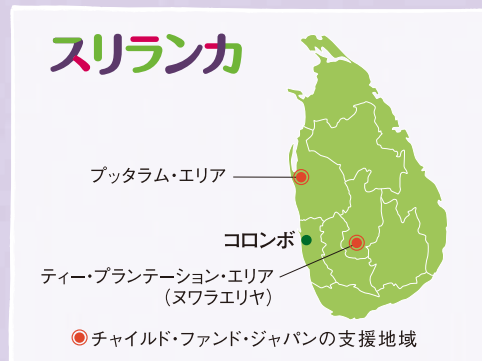 スリランカ
プッタラム・エリア
コロンボ
ティー・プランテーション・エリア
（ヌワラエリヤ）
チャイルド・ファンド・ジャパンの支援地域